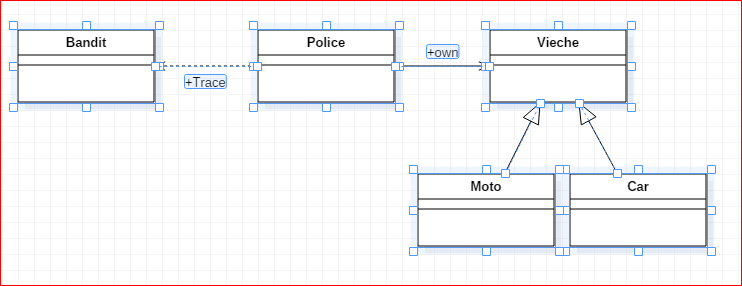 Bandit
Police
Vieche
+own
+Trace
Moto
Car